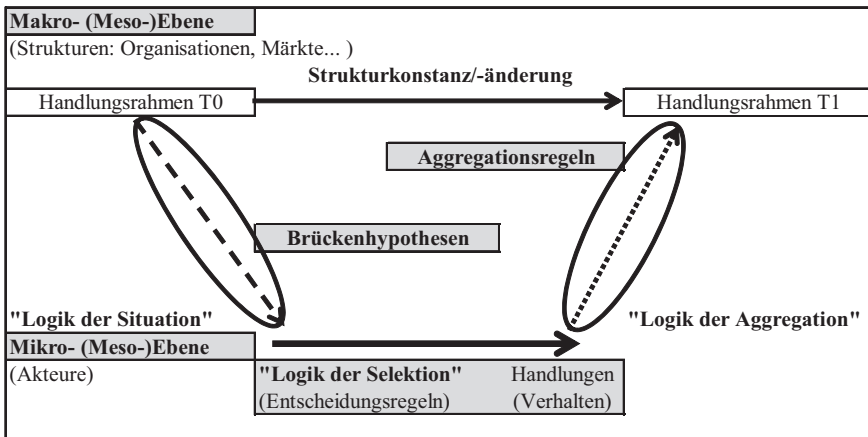 Makro- (Meso-)Ebene
(Strukturen: Organisationen, Märkte... )
Strukturkonstanz/-änderung
Handlungsrahmen T0
Handlungsrahmen T1
Aggregationsregeln
Brückenhypothesen
"Logik der Situation"
"Logik der Aggregation"
Mikro- (Meso-)Ebene
(Akteure)
"Logik der Selektion" Handlungen
(Entscheidungsregeln) (Verhalten)